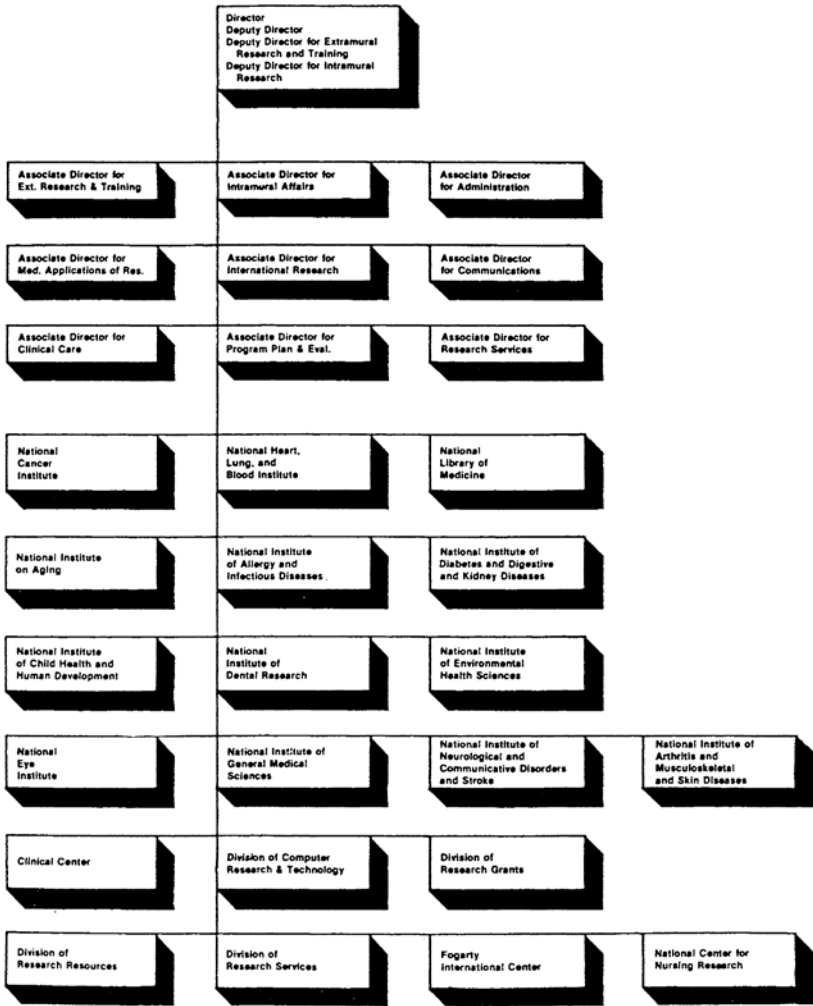 Director
Deputy Director
Deputy Director for Extramural
Research and Training
Deputy Director for Intramural
Research
Associate Director for
Ext. Research & Training
Associate Director for
Intramural Affairs
Associate Director
for Administration
Associate Director for
Med. Applications of Res.
Associate Director for
International Research
Associate Director
for Communications
Associate Director for
Clinical Care
Associate Director for
Program Plan & Eval.
Associate Director for
Research Services
National
Cancer
Institute
National Heart,
Lung, and
Blood Institute
National
Library of
Medicine
National Institute
on Aging
National Institute
of Allergy and
Infectious Diseases
National Institute of
Diabetes and Digestive
and Kidney Diseases
National Institute
of Child Health and
Human Development
National
Institute of
Dental Research
National Institute
of Environmental
Health Sciences
National
Eye
Institute
National Institute of
General Medical
Sciences
National Institute of
Neurological and
Communicative Disorders
and Stroke
National Institute of
Arthritis and
Musculoskeletal
and Skin Diseases
Clinical Center
Division of Computer
Research & Technology
Division of
Research Grants
Division of
Research Resources
Division of
Research Services
Fogarty
International Center
National Center for
Nursing Research